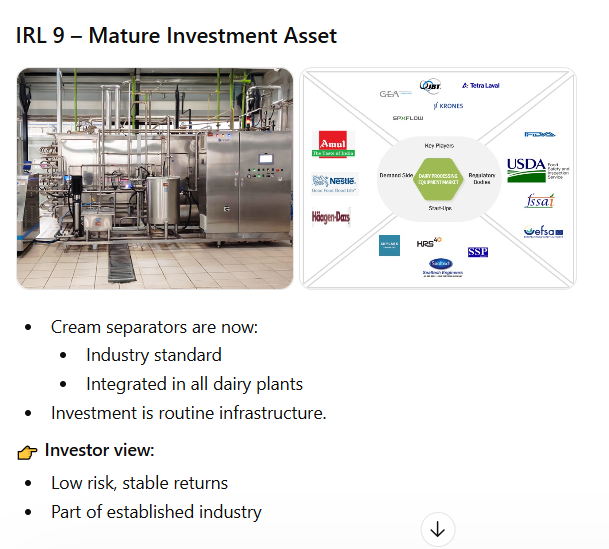 IRL 9 – Mature Investment Asset
GEA
JBT
Tetra Laval
KRONES
SPXFLOW
Amul
The Taste of India
Nestle.
Good Food, Good Life
Häagen-Dazs
Key Players
Demand Side
DAIRY PROCESSING
EQUIPMENT MARKET
Regulatory
Bodies
Start-Ups
USDA
Food
Safety and
Inspection
Service
fssai
efsa
HRS
SSP
Cream separators are now:
Industry standard
Integrated in all dairy plants
Investment is routine infrastructure.
Investor view:
Low risk, stable returns
Part of established industry